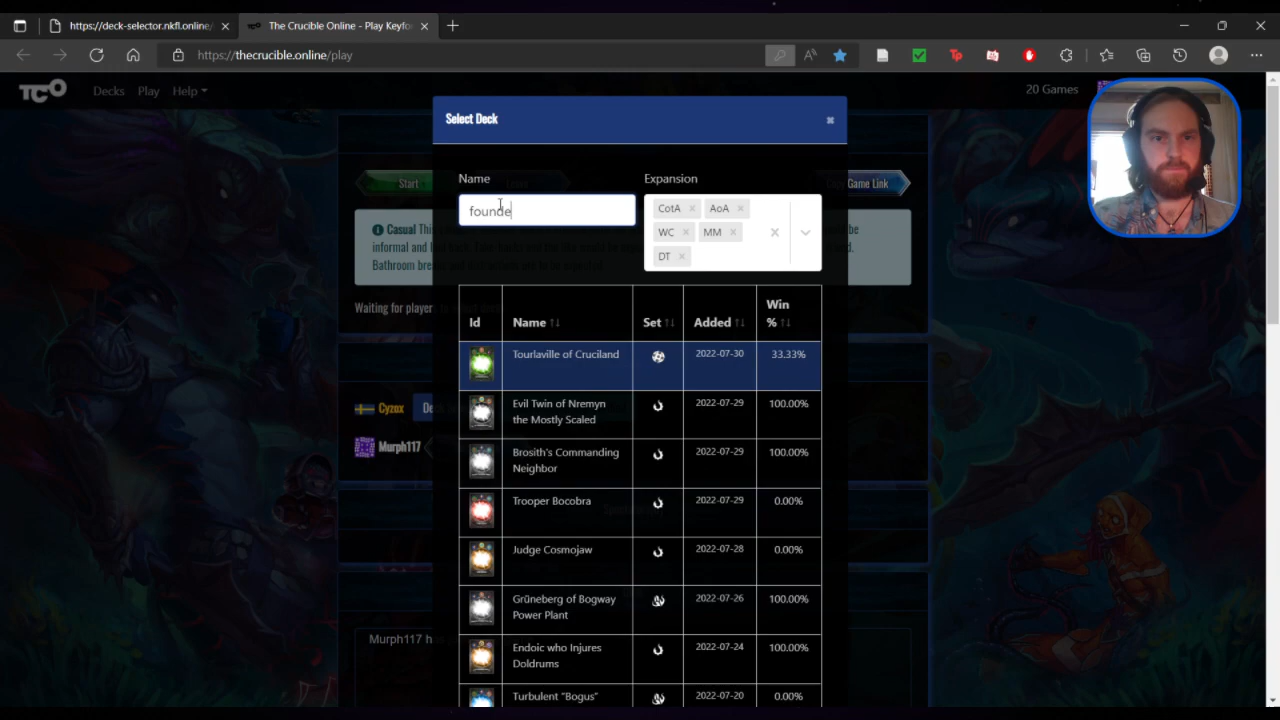 https://deck-selector.nkfl.online/
The Crucible Online - Play Keyfo
https://thecrucible.online/play
TCO
Decks
Play
Help
20 Games
Select Deck
Name
Expansion
founde
CotA
AoA
WC
MM
DT
Start
Game Link
Casual
informal and
Bathroom
Waiting for players
Id
Name
Set
Added
Win
%
Tourlaville of Cruciland
2022-07-30
33.33%
Evil Twin of Nremyn
the Mostly Scaled
2022-07-29
100.00%
Brosith's Commanding
Neighbor
2022-07-29
100.00%
Trooper Bocobra
2022-07-29
0.00%
Judge Cosmojaw
2022-07-28
0.00%
Grüneberg of Bogway
Power Plant
2022-07-26
100.00%
Endoic who Injures
Doldrums
2022-07-24
100.00%
Turbulent "Bogus"
2022-07-20
0.00%
Cyzox
Murph117
Murph117